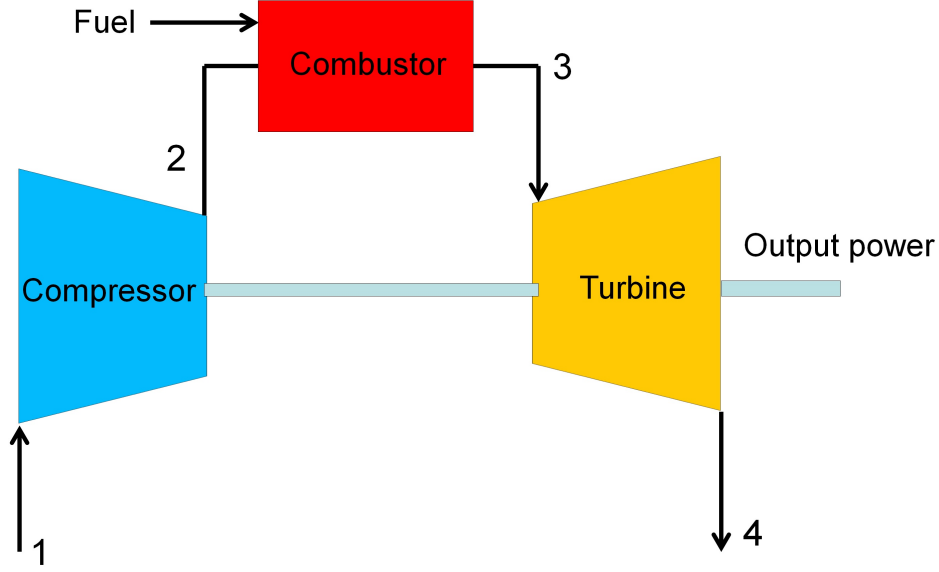 Fuel
Combustor
3
2
Output power
Compressor
Turbine
1
4